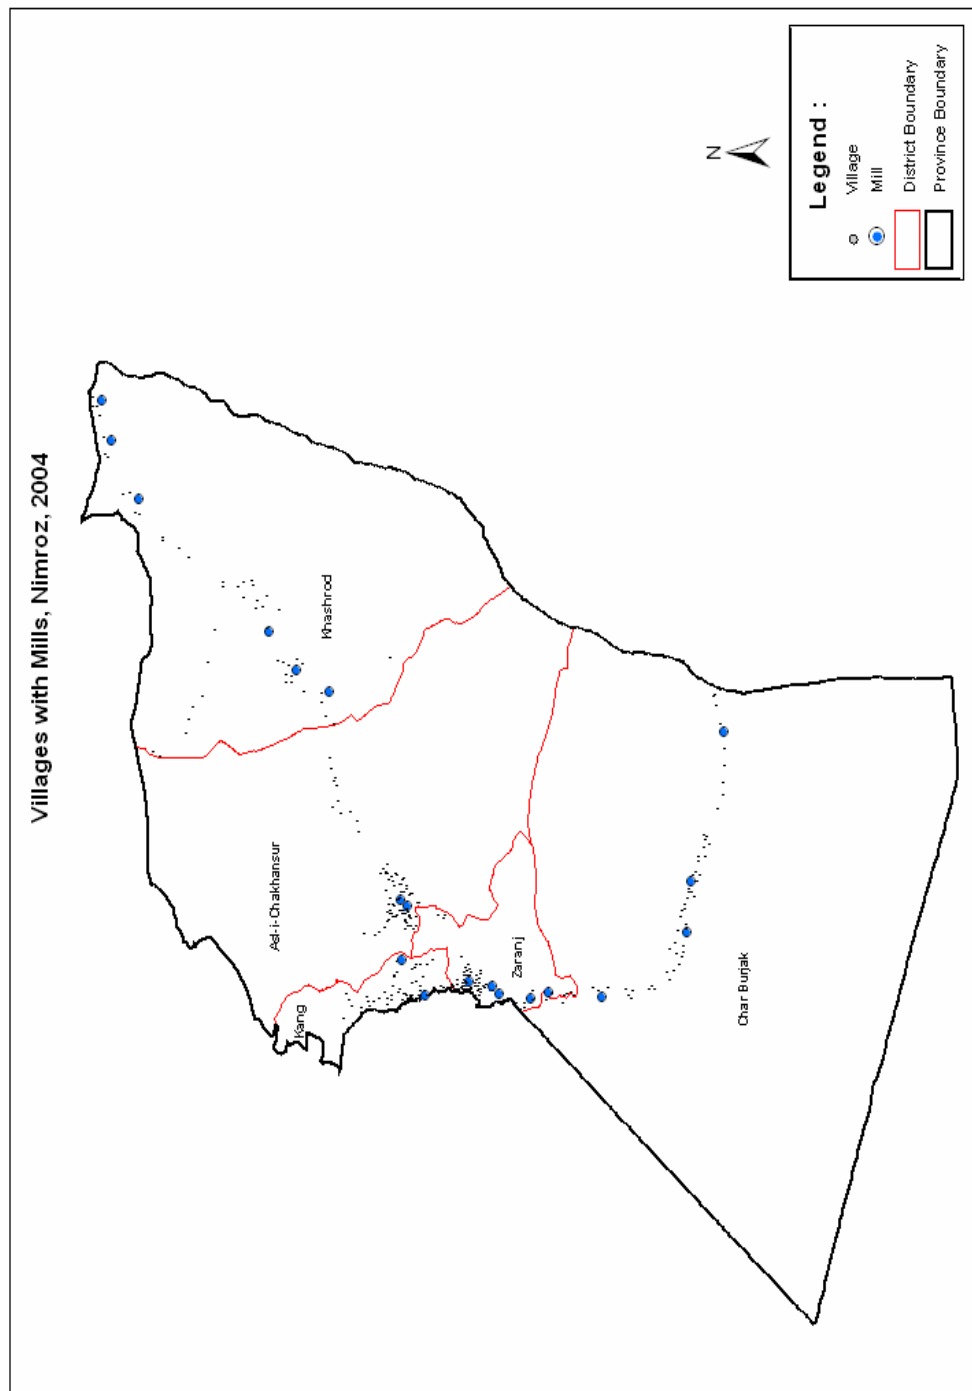 Villages with Mills, Nimroz, 2004
N
Legend :
Village
Mill
District Boundary
Province Boundary
Khashrod
Asl-i-Chakhansur
Kang
Zaranj
Char Burjak